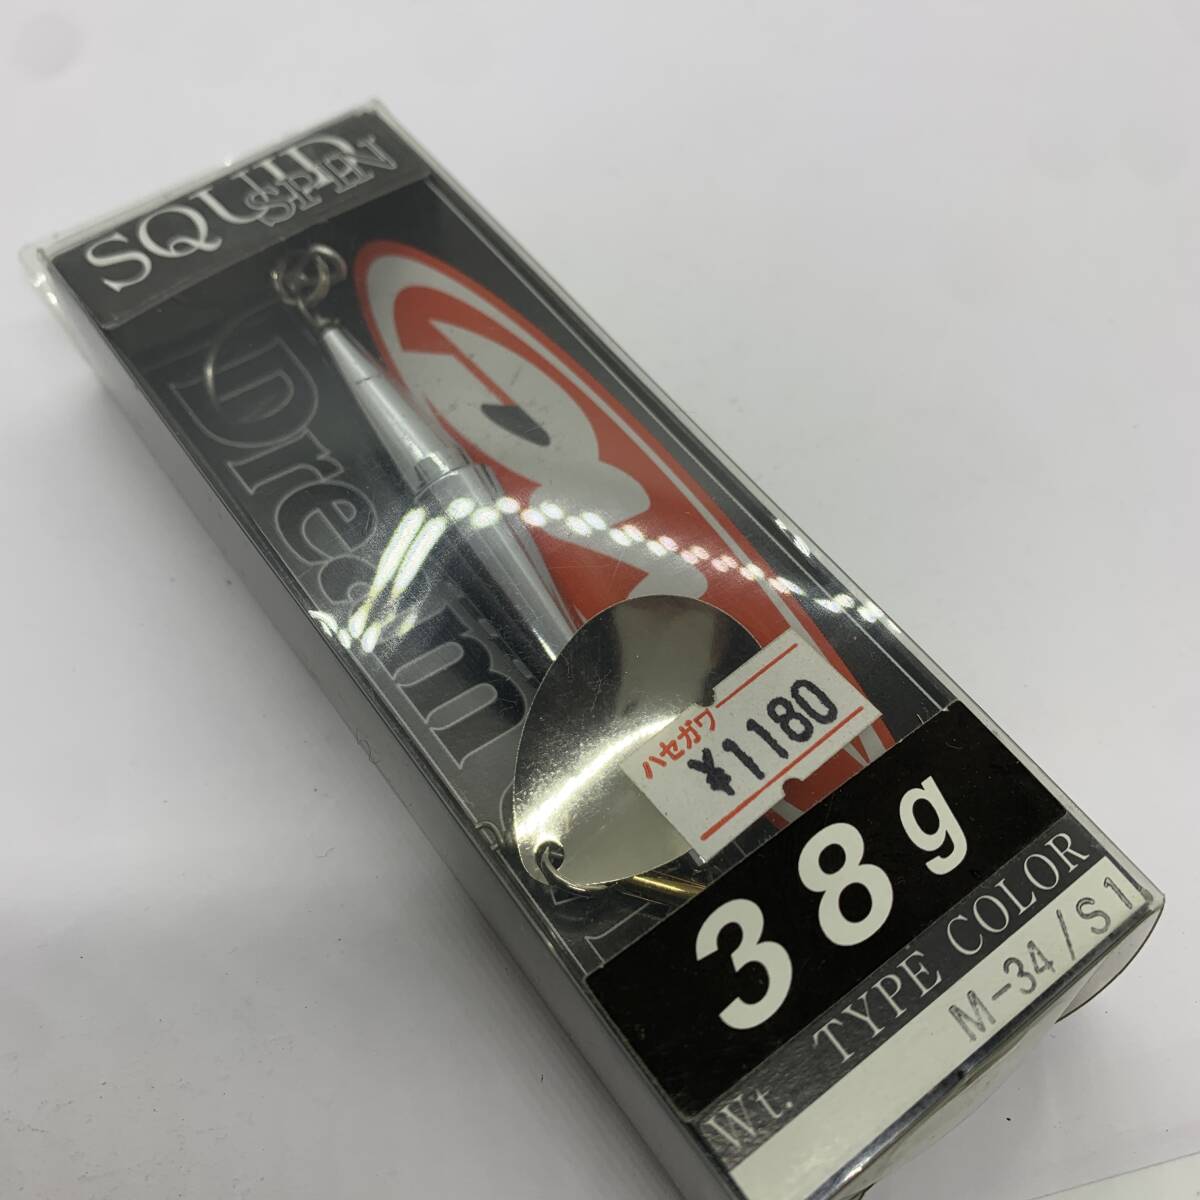 SQUID
SPIN
Dream
ハセガワ
¥1180
38g
Wt. TYPE COLOR
M-34/S1